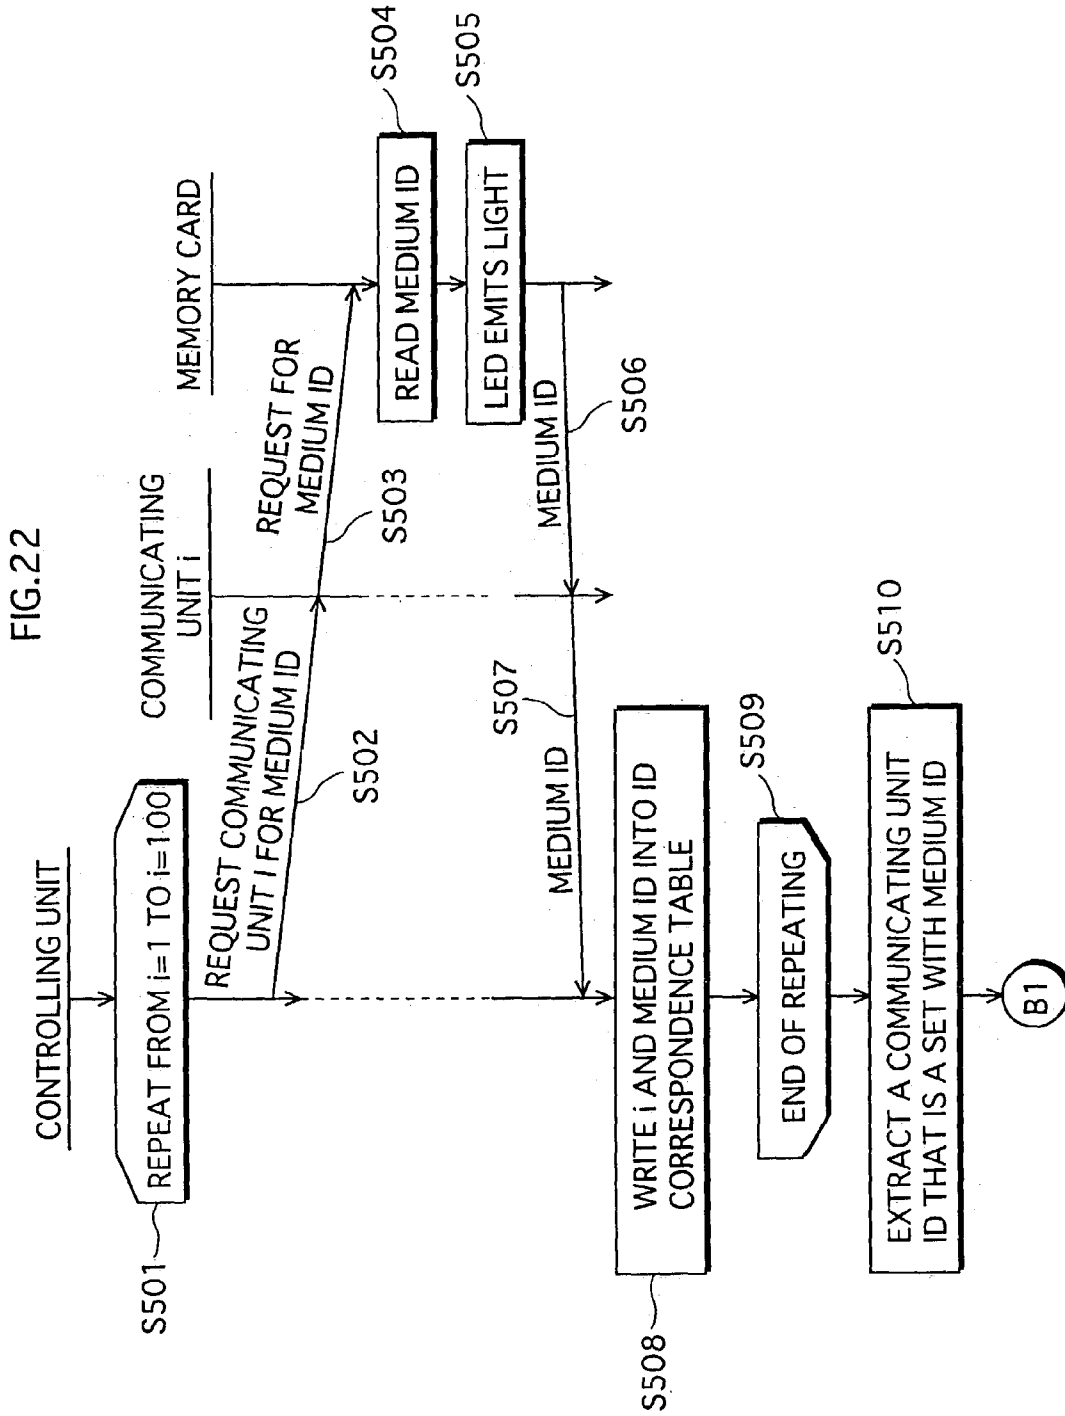 FIG.22
CONTROLLING UNIT
COMMUNICATING
UNIT i
MEMORY CARD
S501
REPEAT FROM i=1 TO i=100
REQUEST COMMUNICATING
UNIT i FOR MEDIUM ID
S502
REQUEST FOR
MEDIUM ID
S503
READ MEDIUM ID
S504
LED EMITS LIGHT
S505
MEDIUM ID
S506
MEDIUM ID
S507
WRITE i AND MEDIUM ID INTO ID
CORRESPONDENCE TABLE
S508
END OF REPEATING
S509
EXTRACT A COMMUNICATING UNIT
ID THAT IS A SET WITH MEDIUM ID
S510
B1